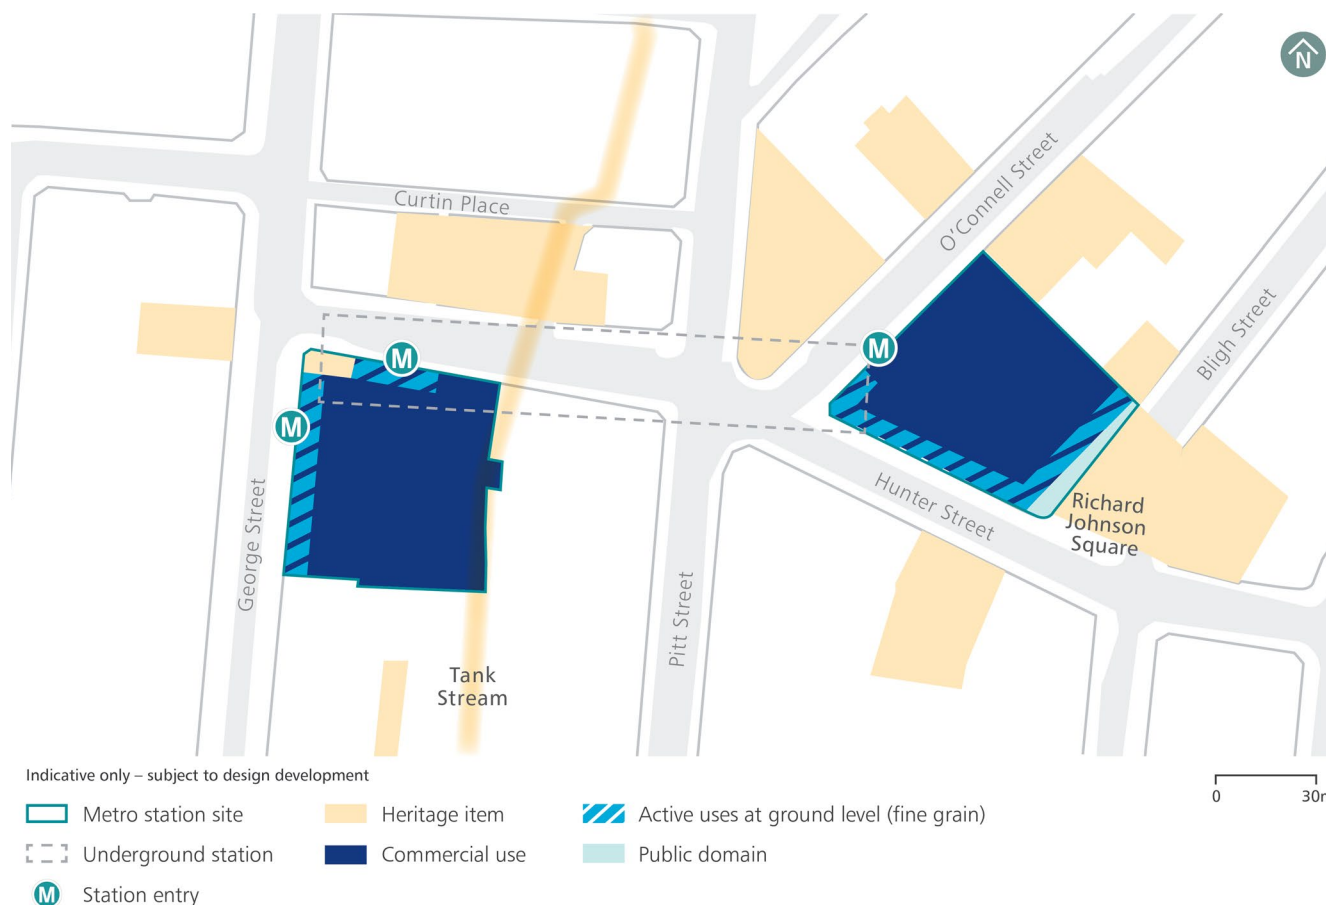 N
Curtin Place
O'Connell Street
Bligh Street
M
M
M
George Street
Hunter Street
Richard
Johnson
Square
Pitt Street
Tank
Stream
Indicative only – subject to design development
0 30m
Metro station site
Heritage item
Active uses at ground level (fine grain)
Underground station
Commercial use
Public domain
M Station entry